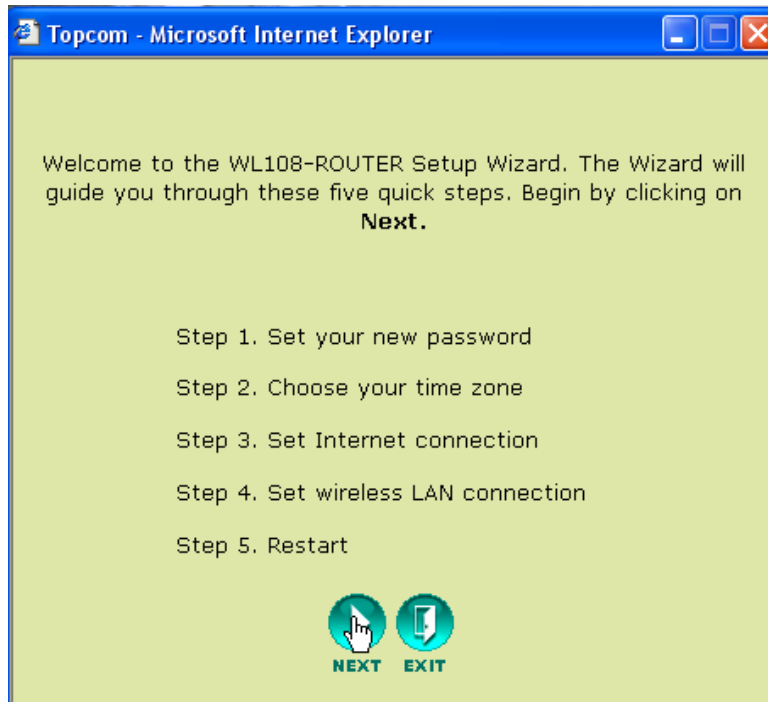 Topcom - Microsoft Internet Explorer
Welcome to the WL108-ROUTER Setup Wizard. The Wizard will
guide you through these five quick steps. Begin by clicking on
Next.
Step 1. Set your new password
Step 2. Choose your time zone
Step 3. Set Internet connection
Step 4. Set wireless LAN connection
Step 5. Restart
NEXT EXIT